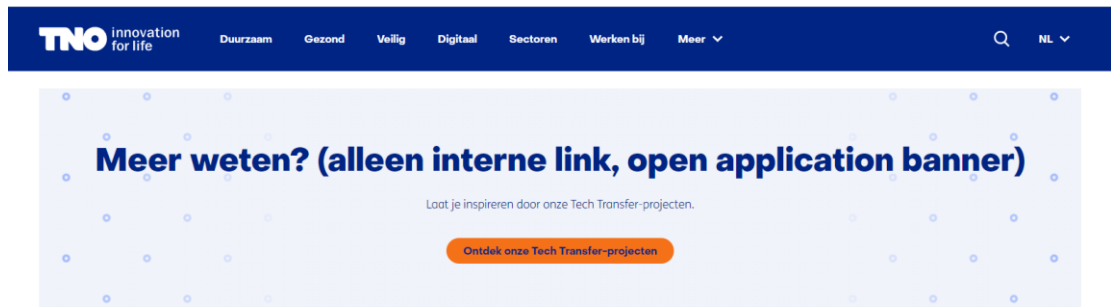 TNO innovation
for life
Duurzaam Gezond Veilig Digitaal Sectoren Werken bij Meer NL
Meer weten? (alleen interne link, open application banner)
Laat je inspireren door onze Tech Transfer-projecten.
Ontdek onze Tech Transfer-projecten